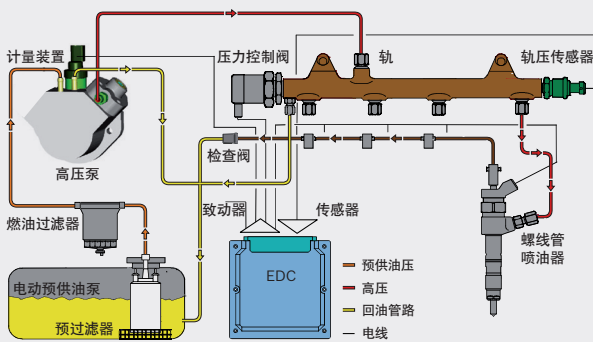 计量装置
压力控制阀
轨
轨压传感器
高压泵
检查阀
燃油过滤器
致动器
传感器
螺线管
喷油器
EDC
电动预供油泵
预过滤器
预供油压
高压
回油管路
电线